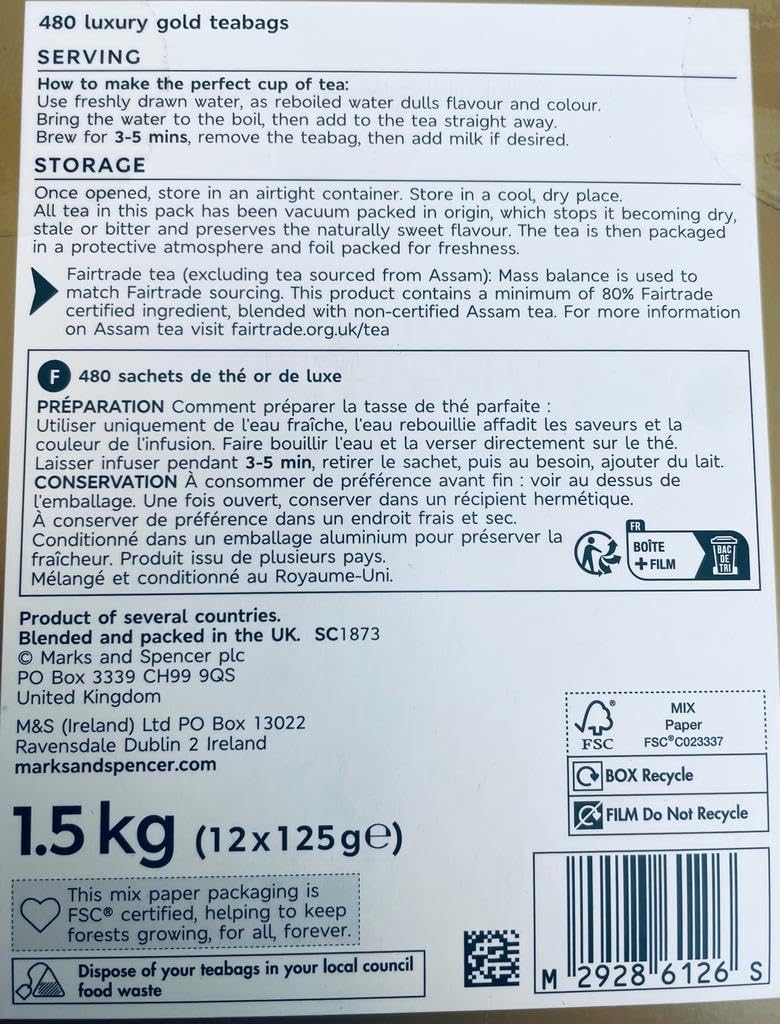 480 luxury gold teabags
SERVING
How to make the perfect cup of tea:
Use freshly drawn water, as reboiled water dulls flavour and colour.
Bring the water to the boil, then add to the tea straight away.
Brew for 3-5 mins, remove the teabag, then add milk if desired.
STORAGE
Once opened, store in an airtight container. Store in a cool, dry place.
All tea in this pack has been vacuum packed in origin, which stops it becoming dry,
stale or bitter and preserves the naturally sweet flavour. The tea is then packaged
in a protective atmosphere and foil packed for freshness.
Fairtrade tea (excluding tea sourced from Assam): Mass balance is used to
match Fairtrade sourcing. This product contains a minimum of 80% Fairtrade
certified ingredient, blended with non-certified Assam tea. For more information
on Assam tea visit fairtrade.org.uk/tea
F 480 sachets de thé or de luxe
PRÉPARATION Comment préparer la tasse de thé parfaite :
Utiliser uniquement de l'eau fraîche, l'eau rebouillie affadit les saveurs et la
couleur de l'infusion. Faire bouillir l'eau et la verser directement sur le thé.
Laisser infuser pendant 3-5 min, retirer le sachet, puis au besoin, ajouter du lait.
CONSERVATION À consommer de préférence avant fin : voir au dessus de
l'emballage. Une fois ouvert, conserver dans un récipient hermétique.
À conserver de préférence dans un endroit frais et sec.
Conditionné dans un emballage aluminium pour préserver la
fraîcheur. Produit issu de plusieurs pays.
Mélangé et conditionné au Royaume-Uni.
FR
BOÎTE
+ FILM
BAC
DE
TRI
Product of several countries.
Blended and packed in the UK. SC1873
© Marks and Spencer plc
PO Box 3339 CH99 9QS
United Kingdom
M&S (Ireland) Ltd PO Box 13022
Ravensdale Dublin 2 Ireland
marksandspencer.com
FSC®
MIX
Paper
FSC®C023337
BOX Recycle
FILM Do Not Recycle
1.5 kg (12x125g℮)
This mix paper packaging is
FSC® certified, helping to keep
forests growing, for all, forever.
Dispose of your teabags in your local council
food waste
M 2928 6126 S